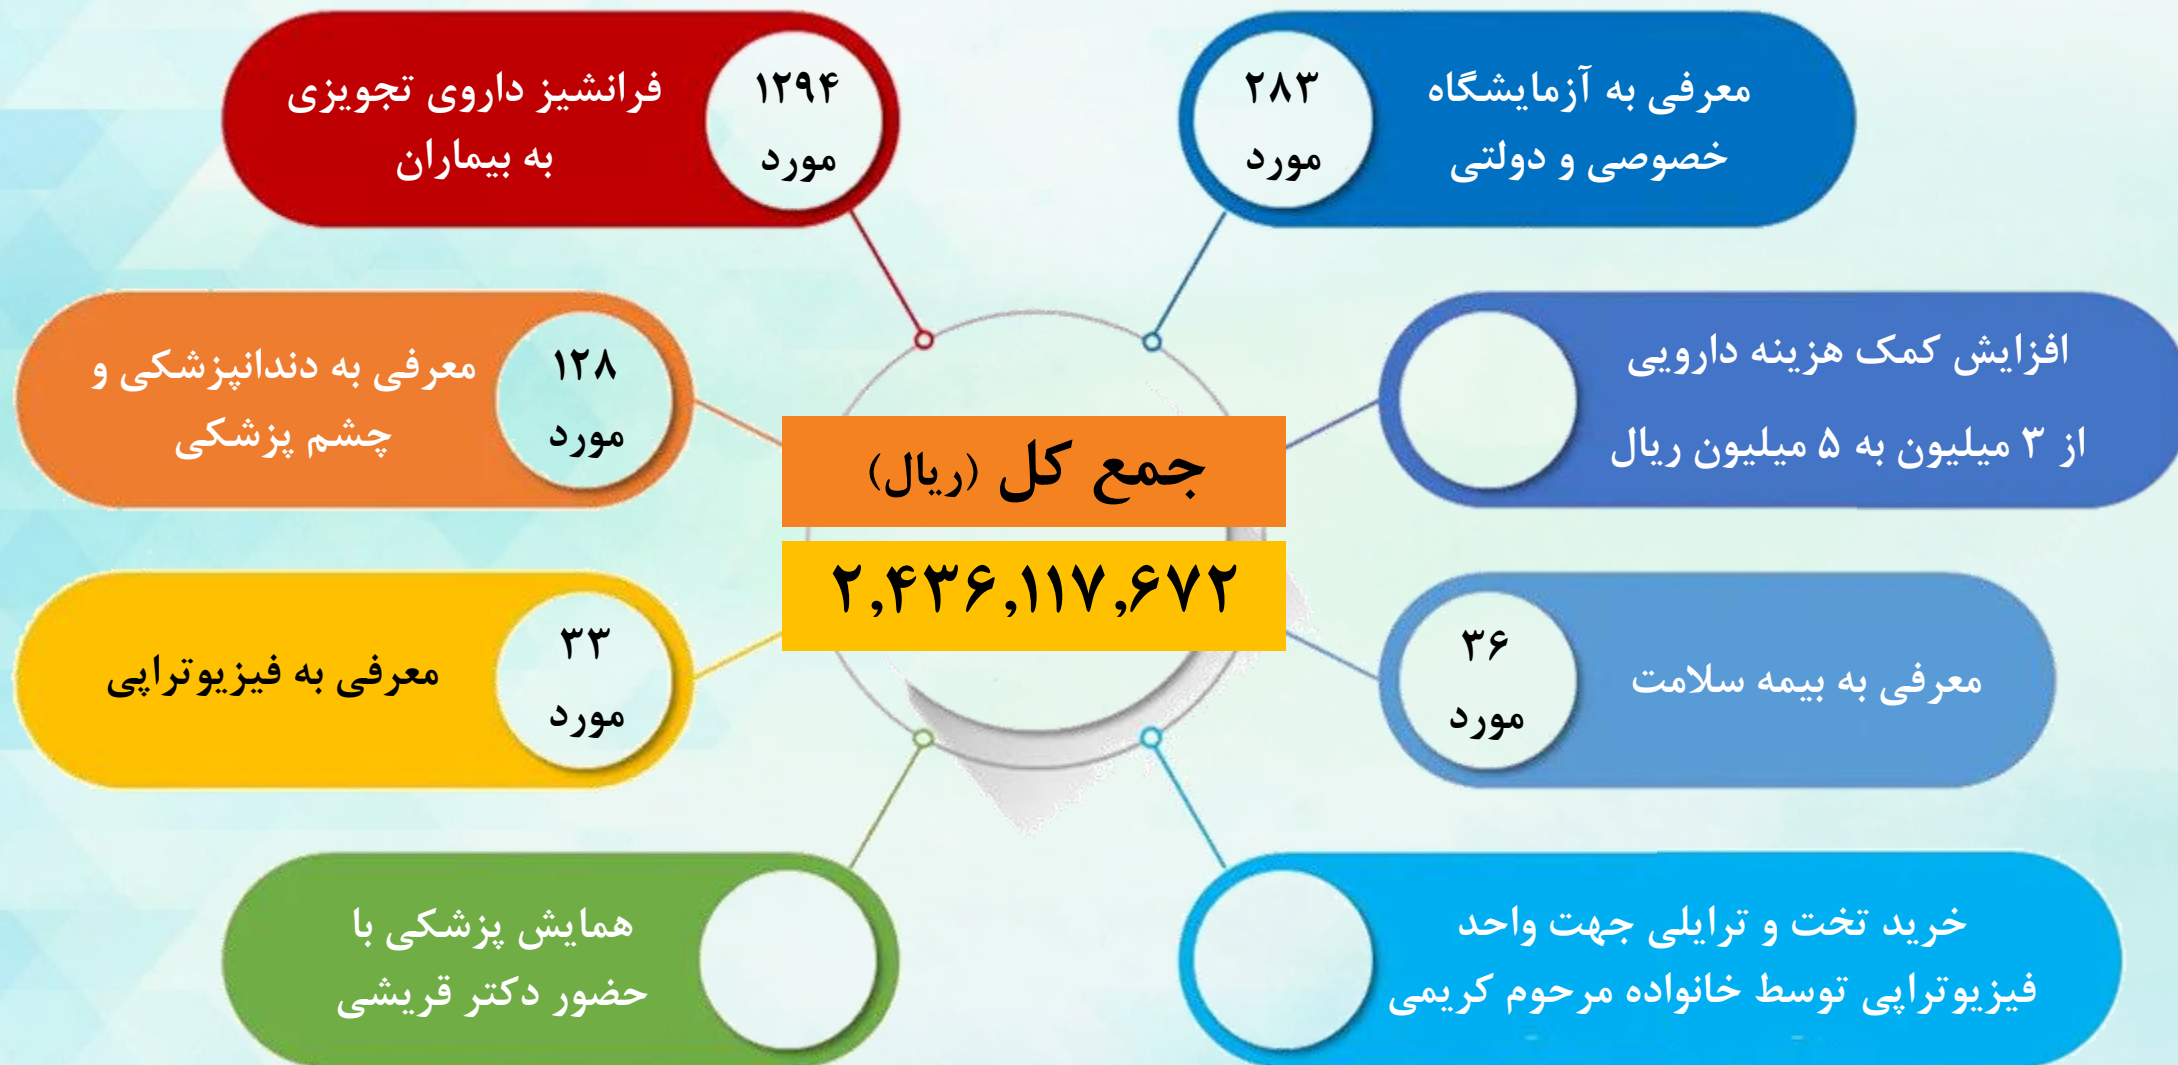 معرفی به آزمایشگاه
خصوصی و دولتی
۲۸۳
مورد
۱۲۹۴
مورد
فرانشیز داروی تجویزی
به بیماران
افزایش کمک هزینه دارویی
از ۳ میلیون به ۵ میلیون ریال
۱۲۸
مورد
معرفی به دندانپزشکی و
چشم پزشکی
جمع کل (ریال)
۲,۴۳۶,۱۱۷,۶۷۲
معرفی به بیمه سلامت
۳۶
مورد
۳۳
مورد
معرفی به فیزیوتراپی
خرید تخت و ترایلی جهت واحد
فیزیوتراپی توسط خانواده مرحوم کریمی
همایش پزشکی با
حضور دکتر قریشی